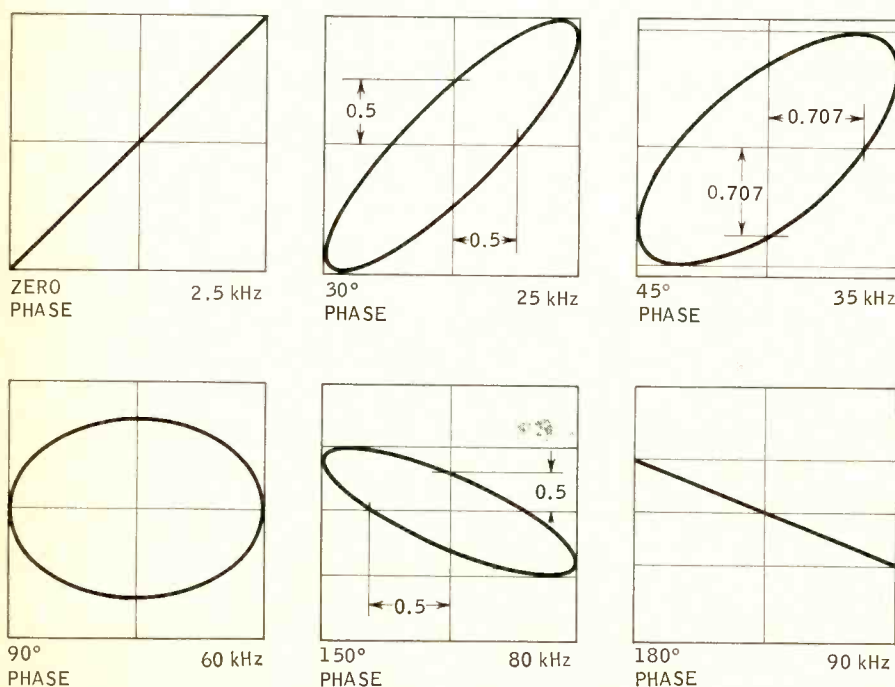 0.5
0.5
0.707
0.707
ZERO PHASE 2.5 kHz
30° PHASE 25 kHz
45° PHASE 35 kHz
0.5
0.5
90° PHASE 60 kHz
150° PHASE 80 kHz
180° PHASE 90 kHz